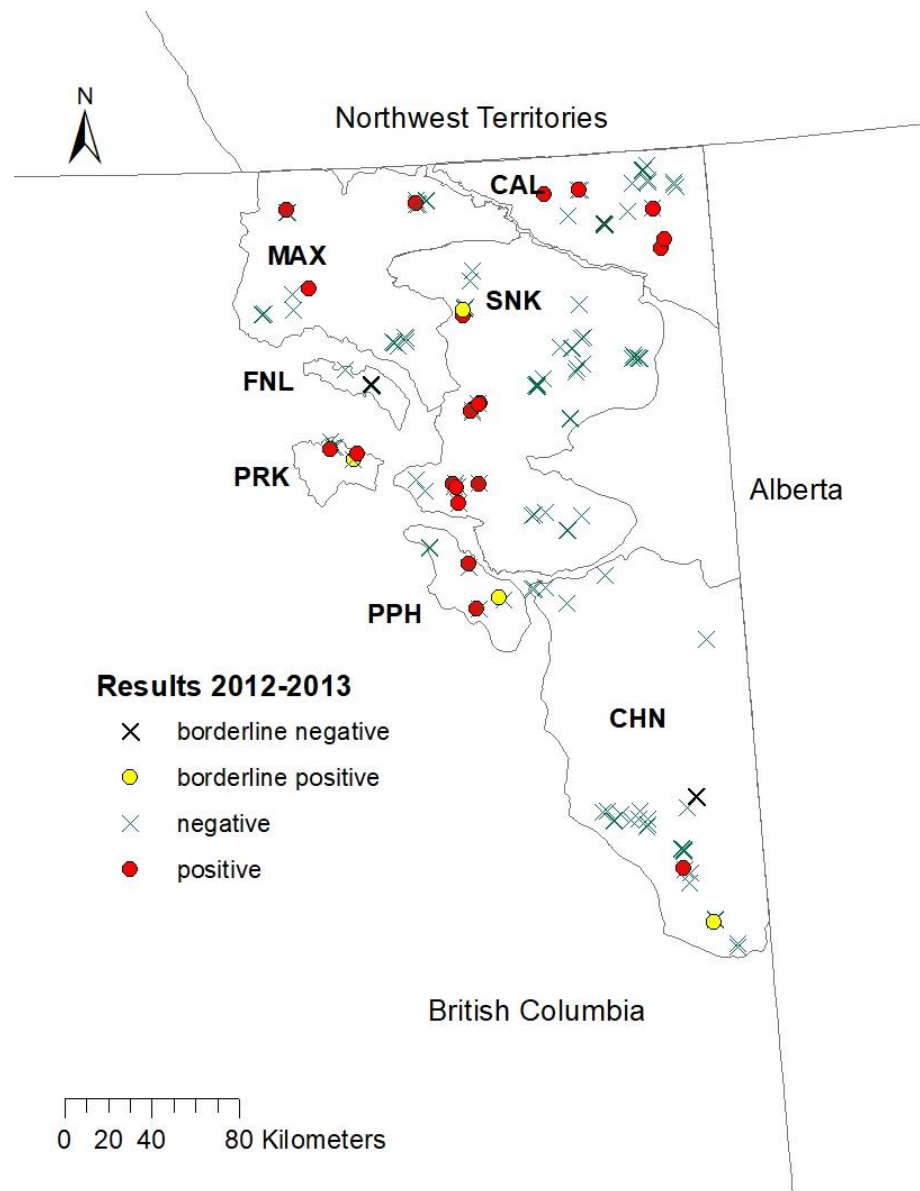 N
Northwest Territories
CAL
MAX
SNK
FNL
PRK
Alberta
PPH
Results 2012-2013
CHN
borderline negative
borderline positive
negative
positive
British Columbia
0 20 40 80 Kilometers